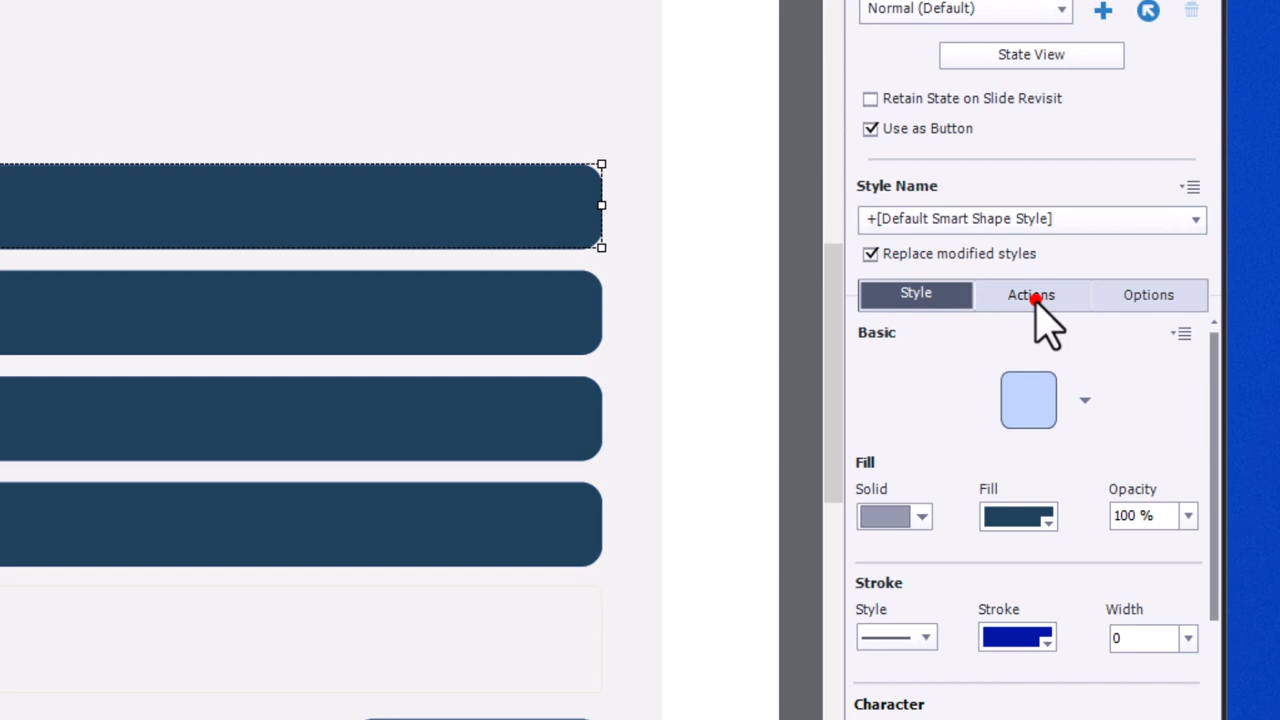 Normal (Default)
State View
Retain State on Slide Revisit
Use as Button
Style Name
+[Default Smart Shape Style]
Replace modified styles
Style Actions Options
Basic
Fill
Solid Fill Opacity
100 %
Stroke
Style Stroke Width
0
Character